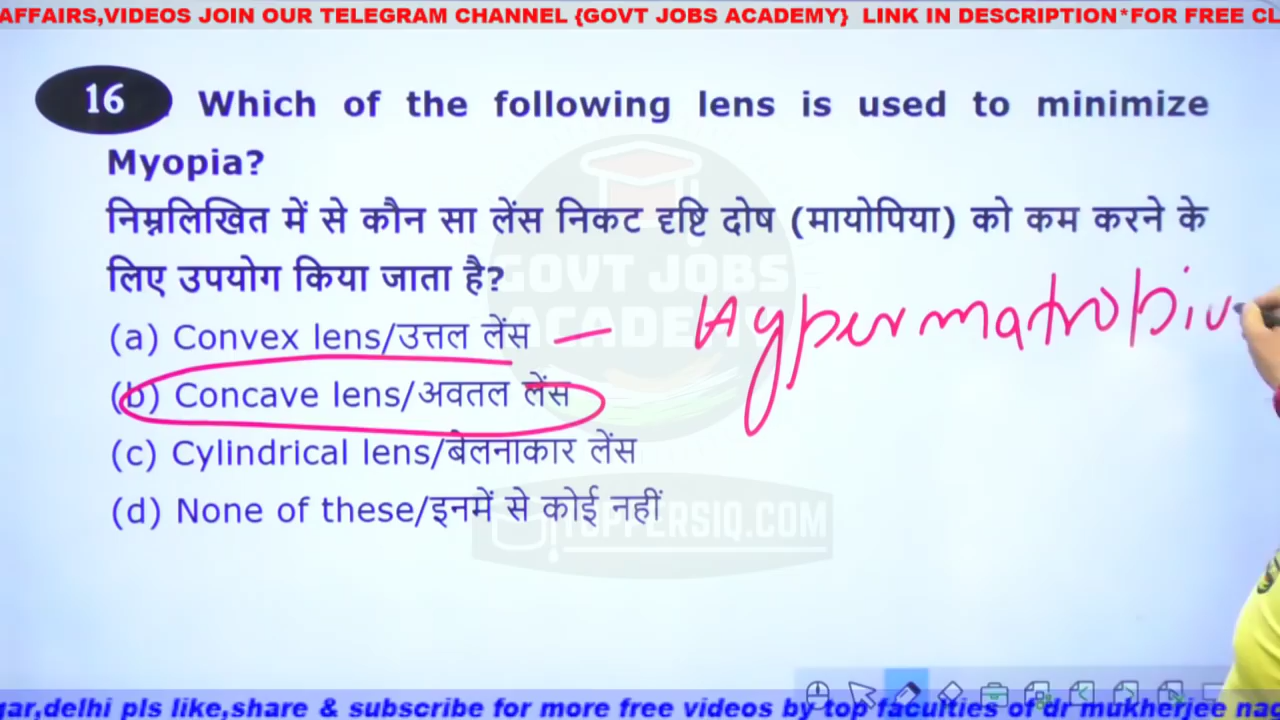 AFFAIRS,VIDEOS JOIN OUR TELEGRAM CHANNEL {GOVT JOBS ACADEMY} LINK IN DESCRIPTION*FOR FREE CL
16 Which of the following lens is used to minimize
Myopia?
निम्नलिखित में से कौन सा लेंस निकट दृष्टि दोष (मायोपिया) को कम करने के
लिए उपयोग किया जाता है?
GOVT JOBS
ACADEMY
(a) Convex lens/उत्तल लेंस — Hypermatrobi
(b) Concave lens/अवतल लेंस
(c) Cylindrical lens/बेलनाकार लेंस
(d) None of these/इनमें से कोई नहीं
TOPPERSIQ.COM
gar,delhi pls like,share & subscribe for more free videos by top faculties of dr mukherjee nag